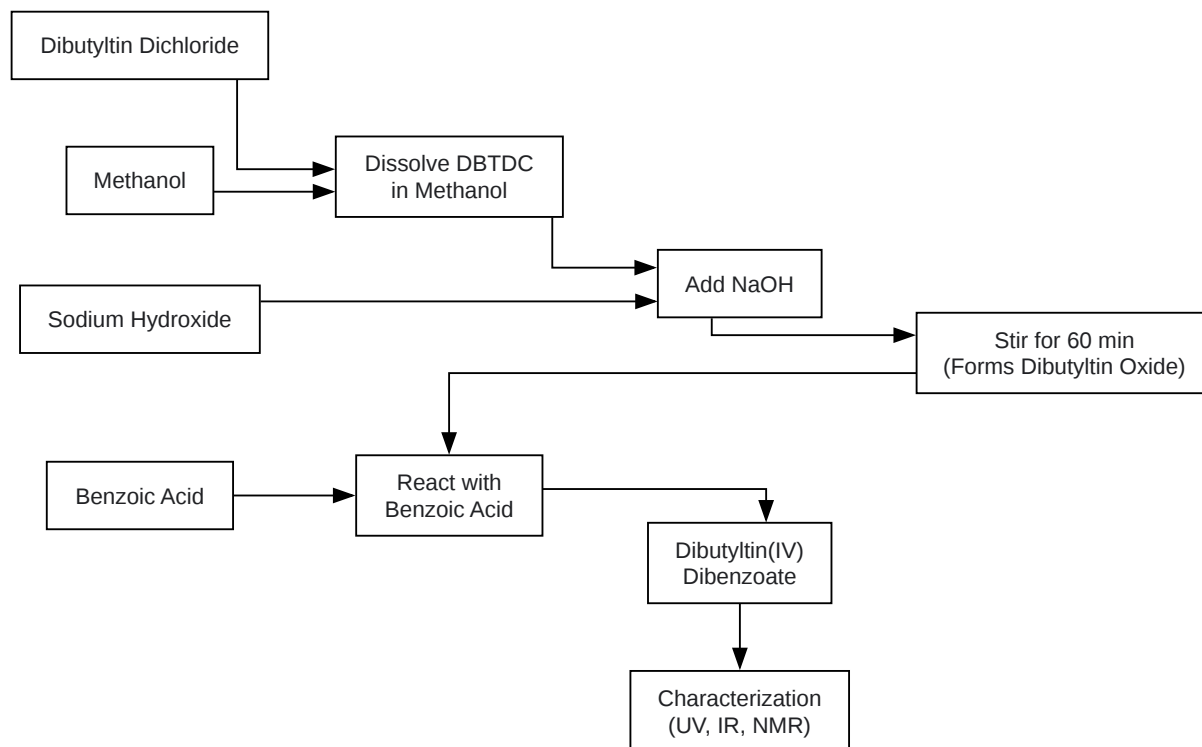 Dibutyltin Dichloride
Methanol
Dissolve DBTDC
in Methanol
Sodium Hydroxide
Add NaOH
Stir for 60 min
(Forms Dibutyltin Oxide)
Benzoic Acid
React with
Benzoic Acid
Dibutyltin(IV)
Dibenzoate
Characterization
(UV, IR, NMR)